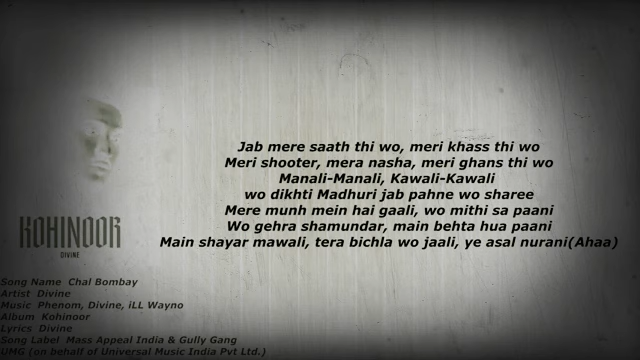 Jab mere saath thi wo, meri khass thi wo
Meri shooter, mera nasha, meri ghans thi wo
Manali-Manali, Kawali-Kawali
wo dikhti Madhuri jab pahne wo sharee
Mere munh mein hai gaali, wo mithi sa paani
Wo gehra shamundar, main behta hua paani
Main shayar mawali, tera bichla wo jaali, ye asal nurani(Ahaa)
KOHINOOR
DIVINE
Song Name Chal Bombay
Artist Divine
Music Phenom, Divine, iLL Wayno
Album Kohinoor
Lyrics Divine
Song Label Mass Appeal India & Gully Gang
UMG (on behalf of Universal Music India Pvt Ltd.)